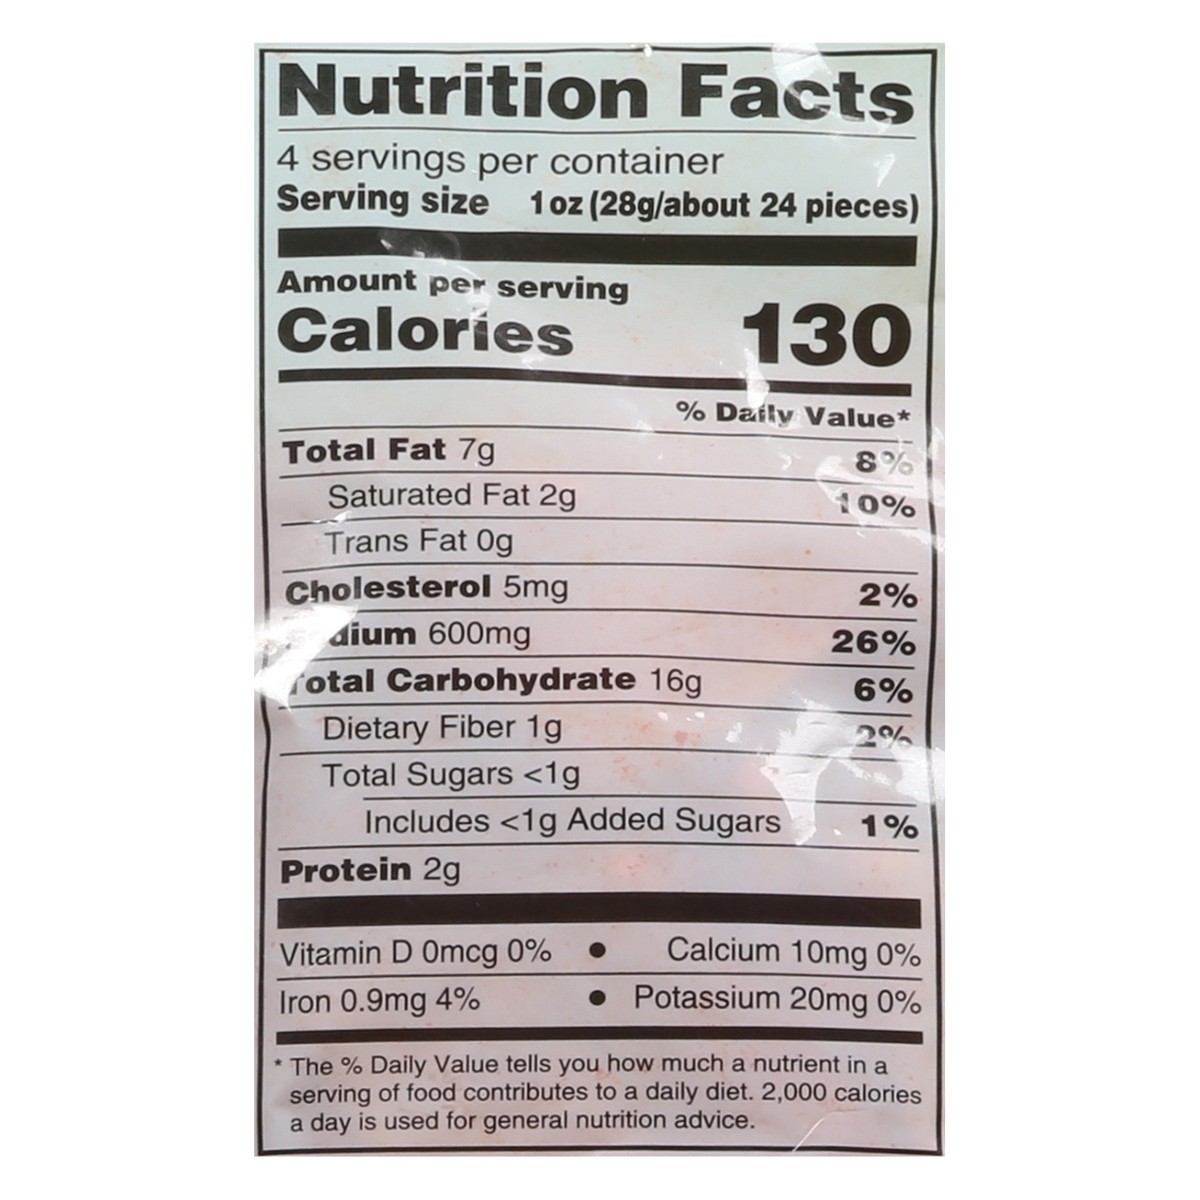 Nutrition Facts
4 servings per container
Serving size 1 oz (28g/about 24 pieces)
Amount per serving
Calories 130
% Daily Value*
Total Fat 7g 8%
Saturated Fat 2g 10%
Trans Fat 0g
Cholesterol 5mg 2%
Sodium 600mg 26%
Total Carbohydrate 16g 6%
Dietary Fiber 1g 2%
Total Sugars <1g
Includes <1g Added Sugars 1%
Protein 2g
Vitamin D 0mcg 0% ● Calcium 10mg 0%
Iron 0.9mg 4% ● Potassium 20mg 0%
* The % Daily Value tells you how much a nutrient in a
serving of food contributes to a daily diet. 2,000 calories
a day is used for general nutrition advice.